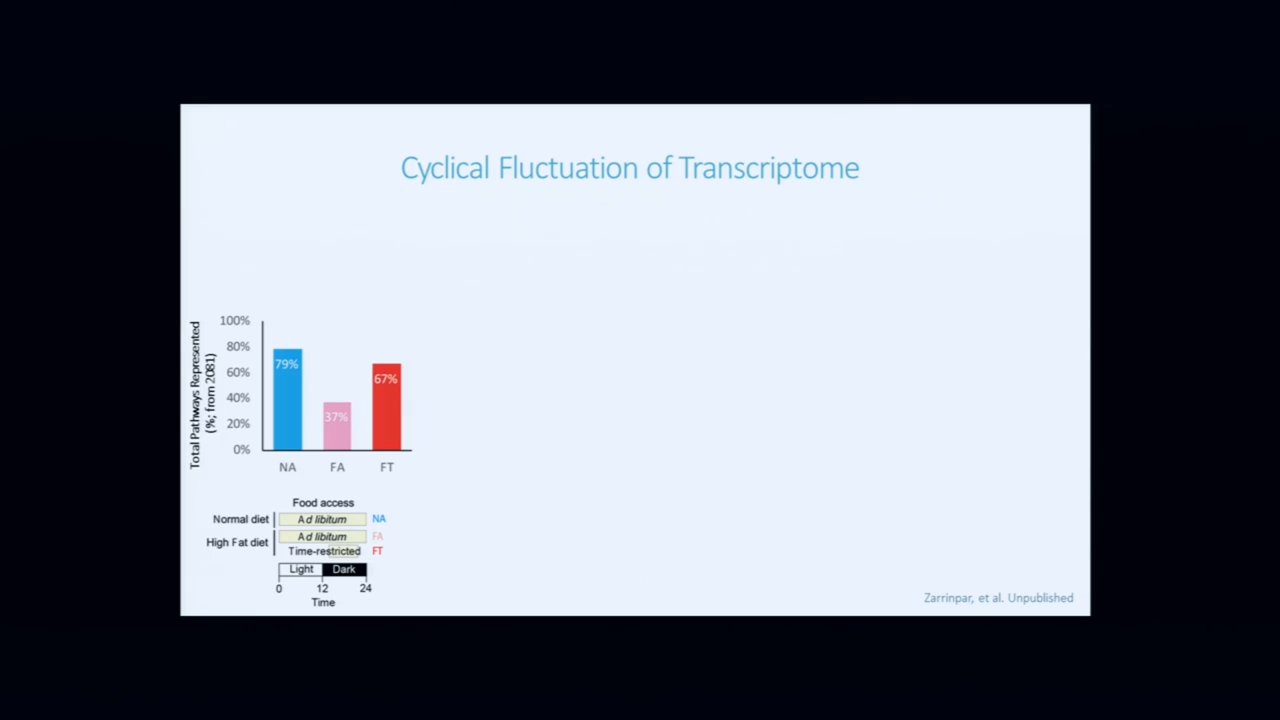 Cyclical Fluctuation of Transcriptome
Total Pathways Represented
(%; from 2081)
100%
80%
60%
40%
20%
0%
79%
37%
67%
NA
FA
FT
Food access
Normal diet
Ad libitum
NA
High Fat diet
Ad libitum
FA
Time-restricted
FT
Light
Dark
0
12
24
Time
Zarrinpar, et al. Unpublished